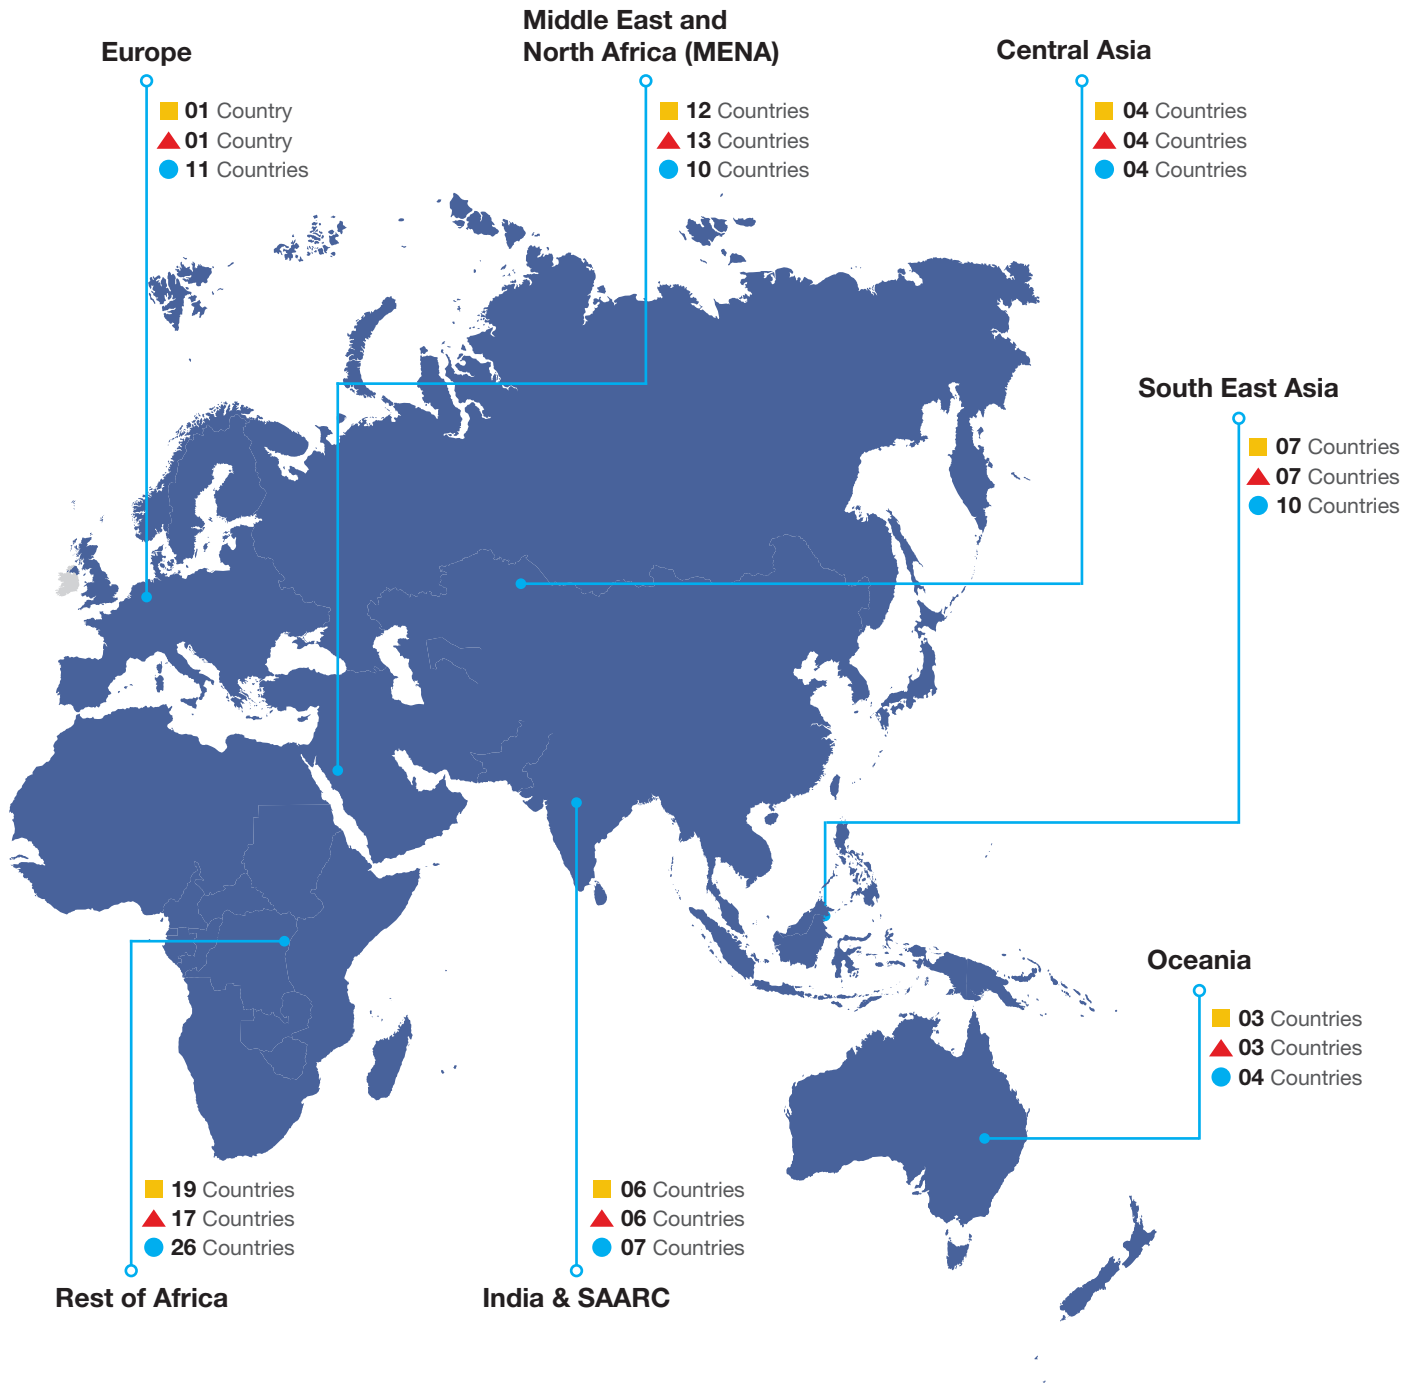 Europe
01 Country
01 Country
11 Countries
Middle East and
North Africa (MENA)
12 Countries
13 Countries
10 Countries
Central Asia
04 Countries
04 Countries
04 Countries
South East Asia
07 Countries
07 Countries
10 Countries
Oceania
03 Countries
03 Countries
04 Countries
19 Countries
17 Countries
26 Countries
Rest of Africa
06 Countries
06 Countries
07 Countries
India & SAARC